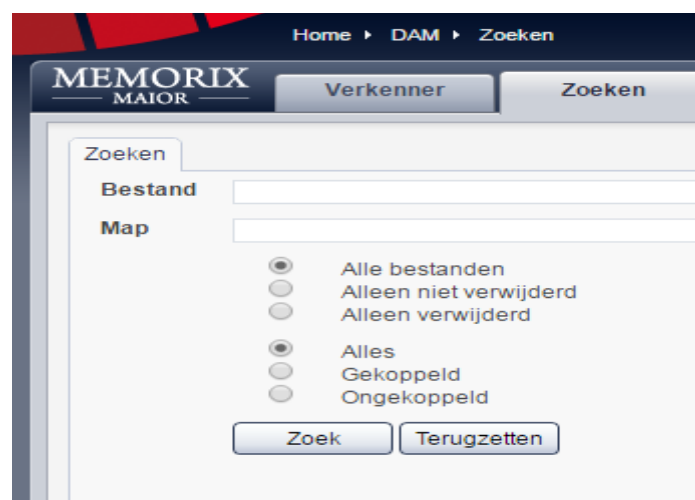 Home ▸ DAM ▸ Zoeken
MEMORIX
MAIOR
Verkenner
Zoeken
Zoeken
Bestand
Map
Alle bestanden
Alleen niet verwijderd
Alleen verwijderd
Alles
Gekoppeld
Ongekoppeld
Zoek
Terugzetten